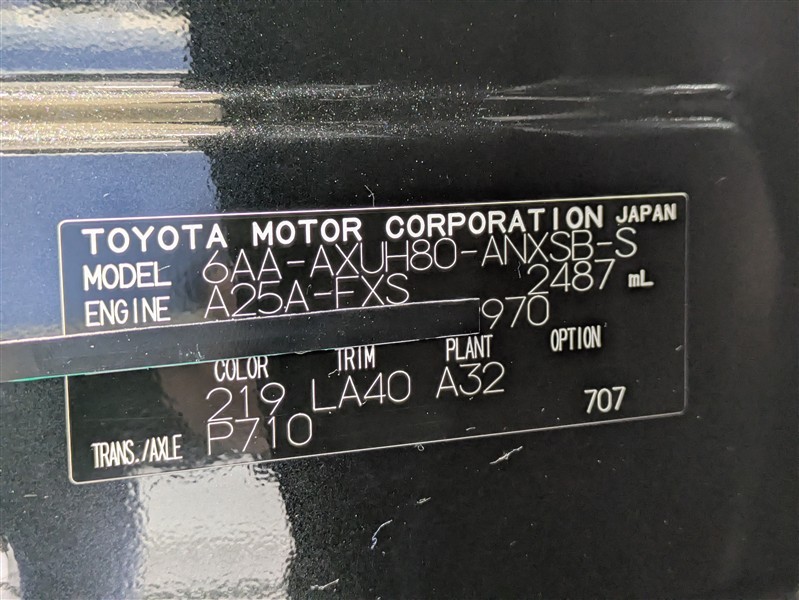 TOYOTA MOTOR CORPORATION JAPAN
MODEL 6AA-AXUH80-ANXSB-S
ENGINE A25A-FXS 2487 mL
970
COLOR TRIM PLANT OPTION
219 LA40 A32
TRANS./AXLE P710 707